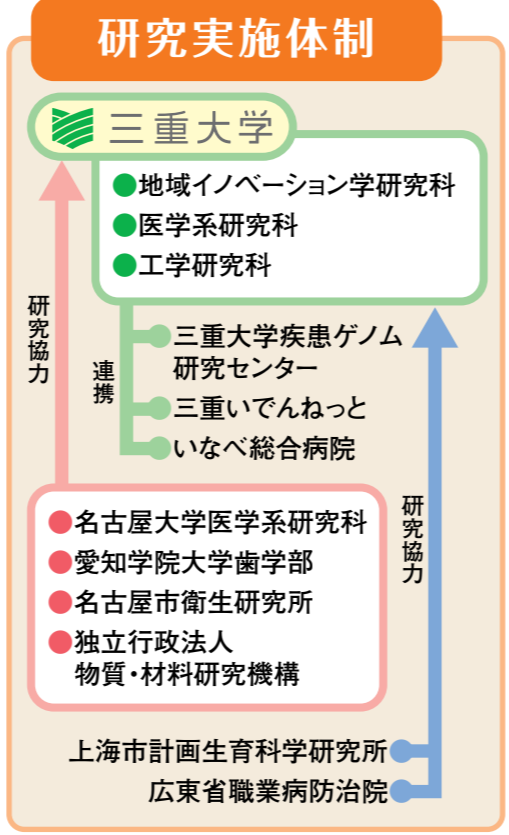 研究実施体制
三重大学
●地域イノベーション学研究科
●医学系研究科
●工学研究科
研究協力
連携
三重大学疾患ゲノム
研究センター
三重いでんねっと
いなべ総合病院
●名古屋大学医学系研究科
●愛知学院大学歯学部
●名古屋市衛生研究所
●独立行政法人
物質・材料研究機構
研究協力
上海市計画生育科学研究所
広東省職業病防治院